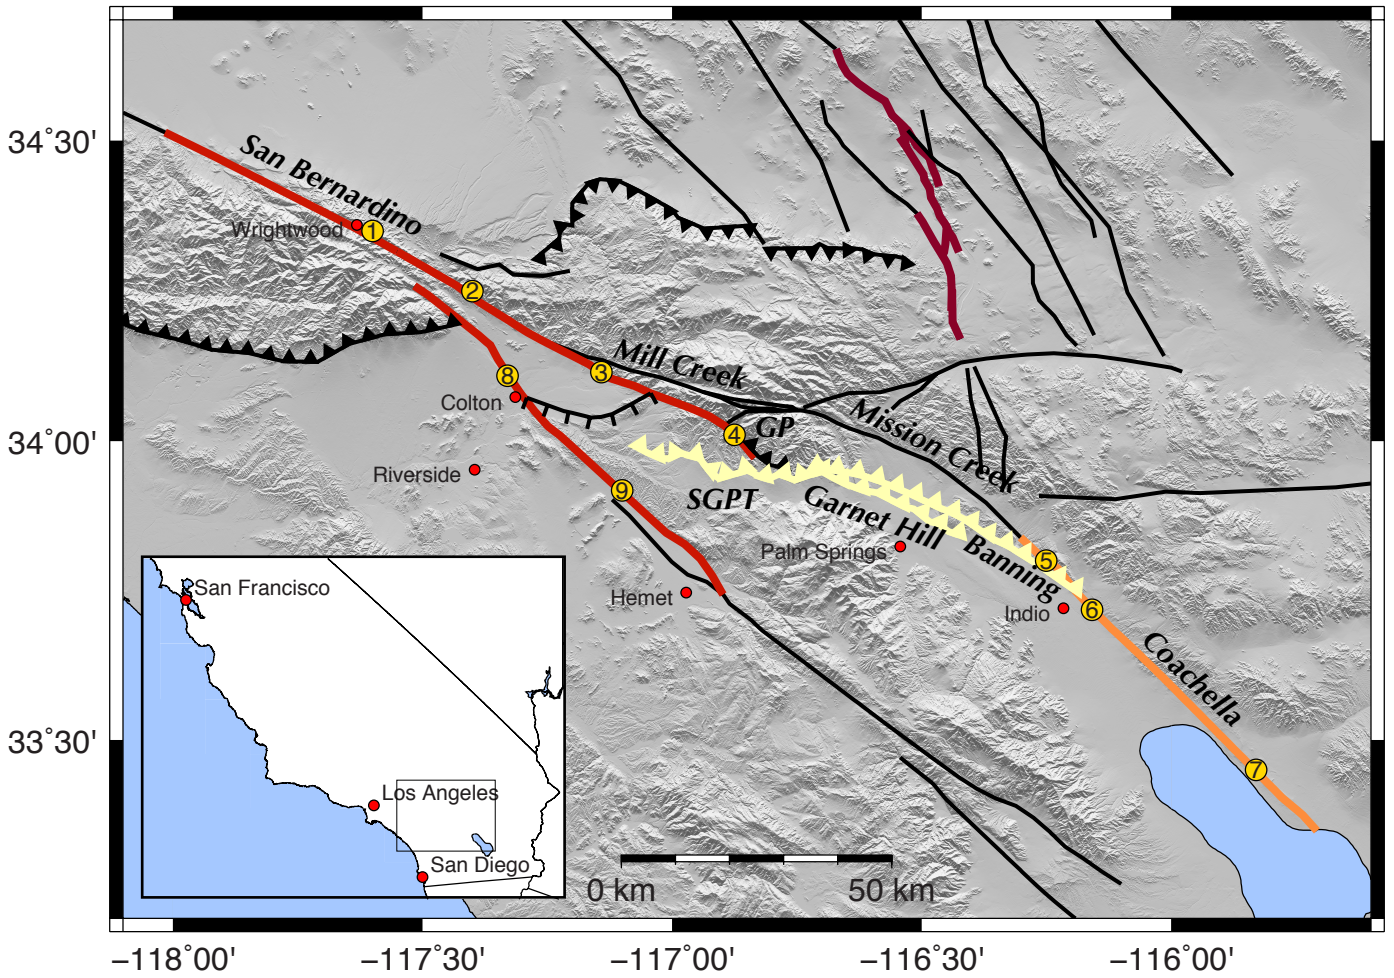 34°30'
34°00'
33°30'
San Bernardino
Wrightwood
1
2
Mill Creek
3
8
Colton
4
GP
Mission Creek
Riverside
9
SGPT
Garnet Hill
Banning
Palm Springs
5
6
Hemet
Indio
Coachella
7
San Francisco
Los Angeles
San Diego
0 km
50 km
−118°00'
−117°30'
−117°00'
−116°30'
−116°00'